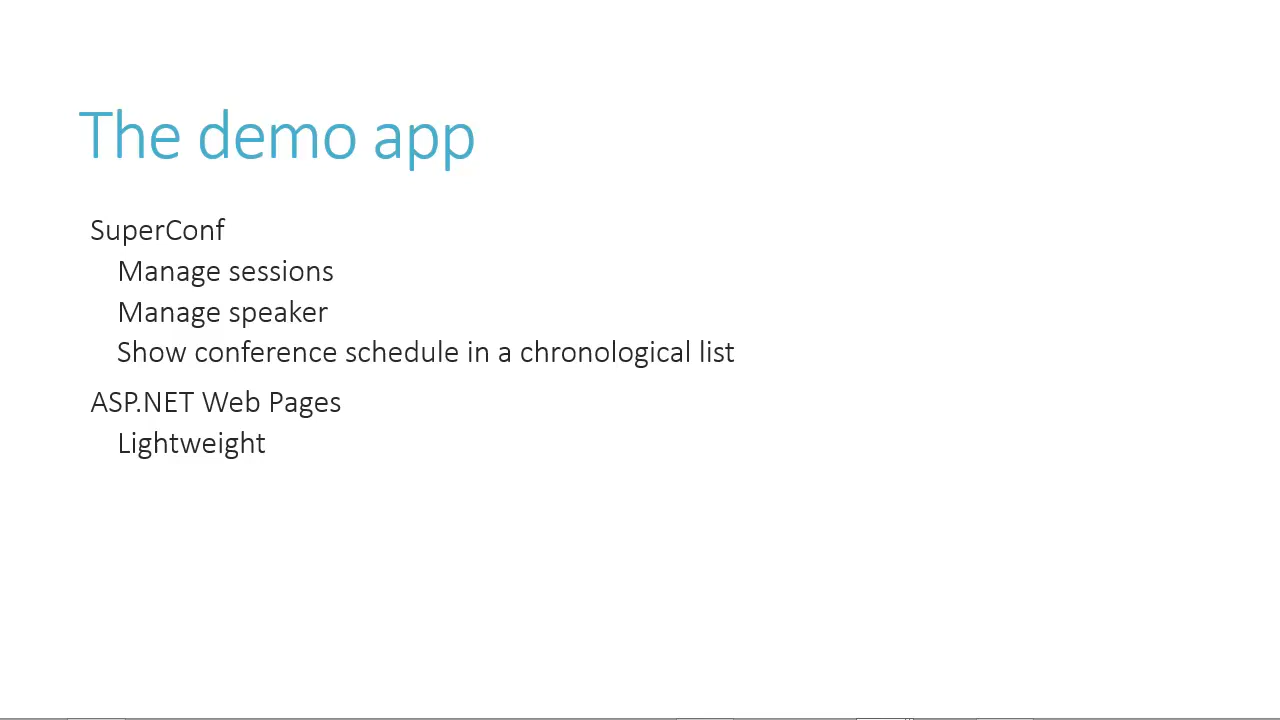 The demo app
SuperConf
Manage sessions
Manage speaker
Show conference schedule in a chronological list
ASP.NET Web Pages
Lightweight